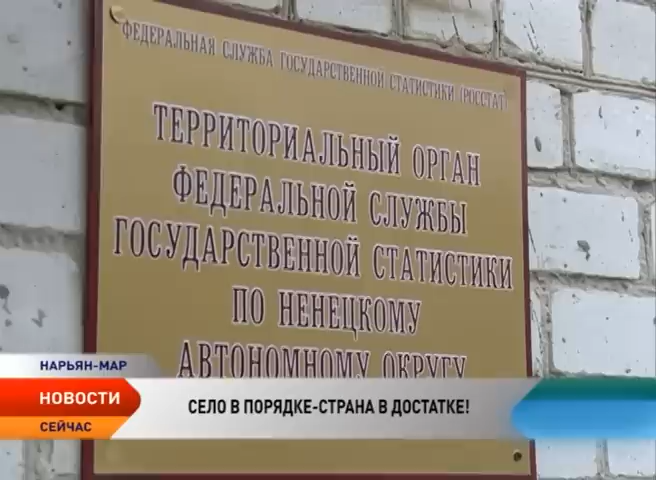 ФЕДЕРАЛЬНАЯ СЛУЖБА ГОСУДАРСТВЕННОЙ СТАТИСТИКИ (РОССТАТ)
ТЕРРИТОРИАЛЬНЫЙ ОРГАН
ФЕДЕРАЛЬНОЙ СЛУЖБЫ
ГОСУДАРСТВЕННОЙ СТАТИСТИКИ
ПО НЕНЕЦКОМУ
АВТОНОМНОМУ ОКРУГУ
НАРЬЯН-МАР
НОВОСТИ
СЕЙЧАС
СЕЛО В ПОРЯДКЕ-СТРАНА В ДОСТАТКЕ!